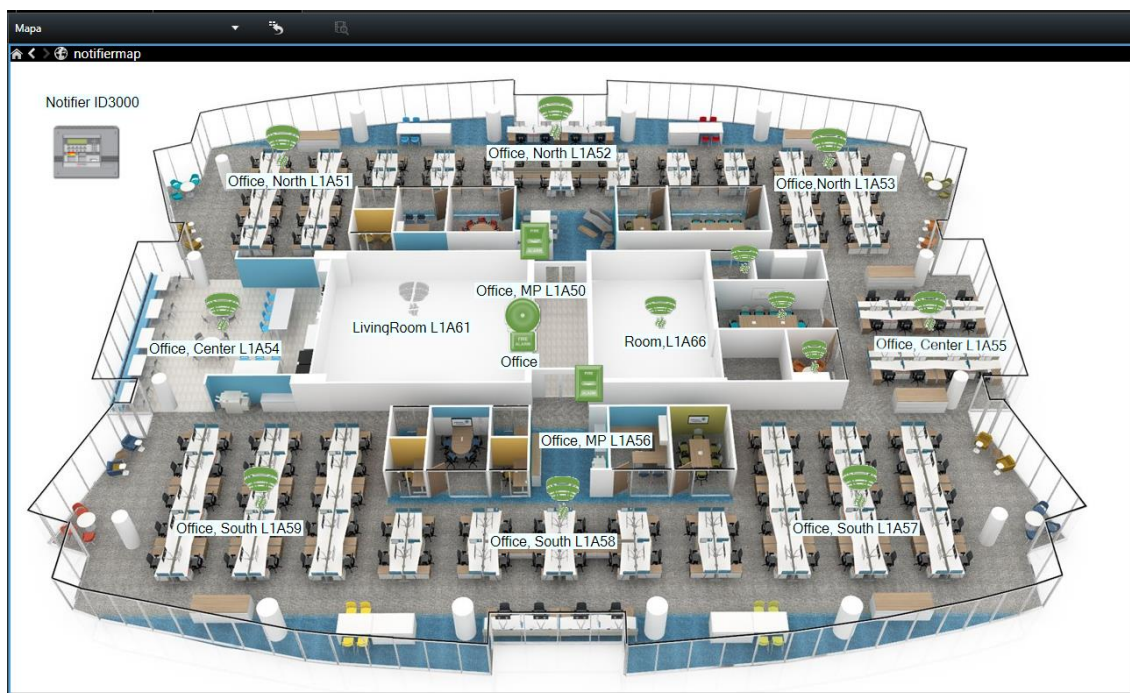 Mapa
notifiermap
Notifier ID3000
Office, North L1A52
Office, North L1A51
Office,North L1A53
Office, MP L1A50
LivingRoom L1A61
FIRE
ALARM
Room,L1A66
Office, Center L1A54
Office, Center L1A55
Office
Office, MP L1A56
Office, South L1A59
Office, South L1A58
Office, South L1A57